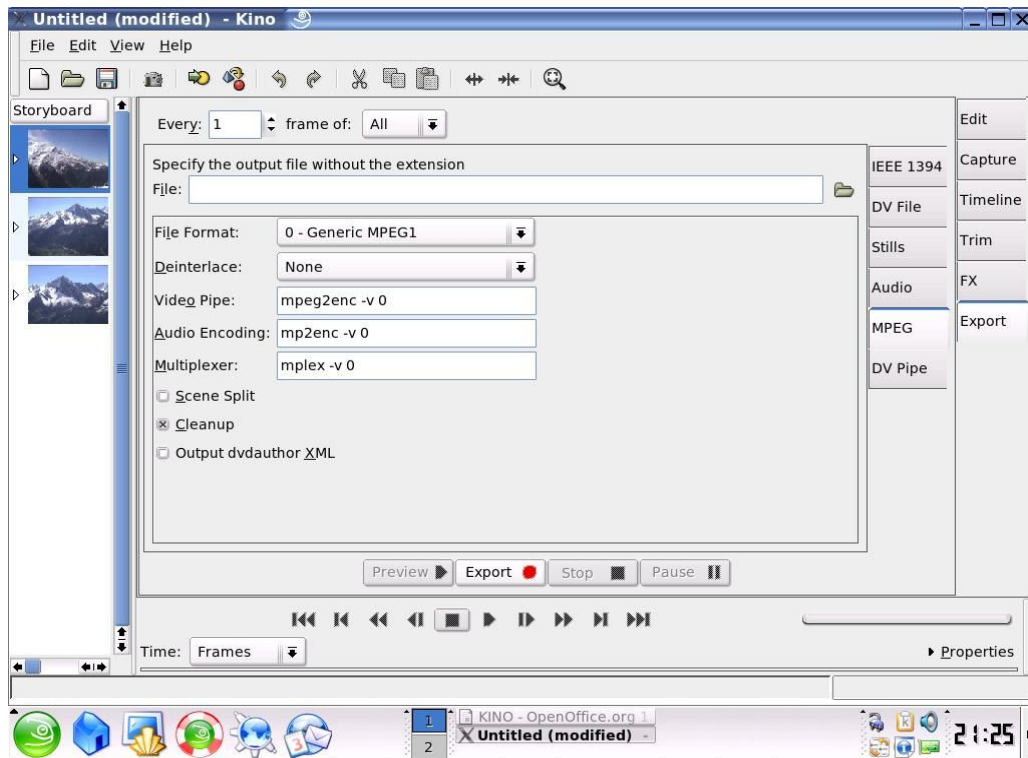 Untitled (modified) - Kino
File Edit View Help
Storyboard
Every: 1 frame of: All
Specify the output file without the extension
File:
File Format: 0 - Generic MPEG1
Deinterlace: None
Video Pipe: mpeg2enc -v 0
Audio Encoding: mp2enc -v 0
Multiplexer: mplex -v 0
Scene Split
Cleanup
Output dvdauthor XML
IEEE 1394
DV File
Stills
Audio
MPEG
DV Pipe
Edit
Capture
Timeline
Trim
FX
Export
Preview Export Stop Pause
Time: Frames
Properties
1
2
KINO - OpenOffice.org 1
Untitled (modified) -
21:25